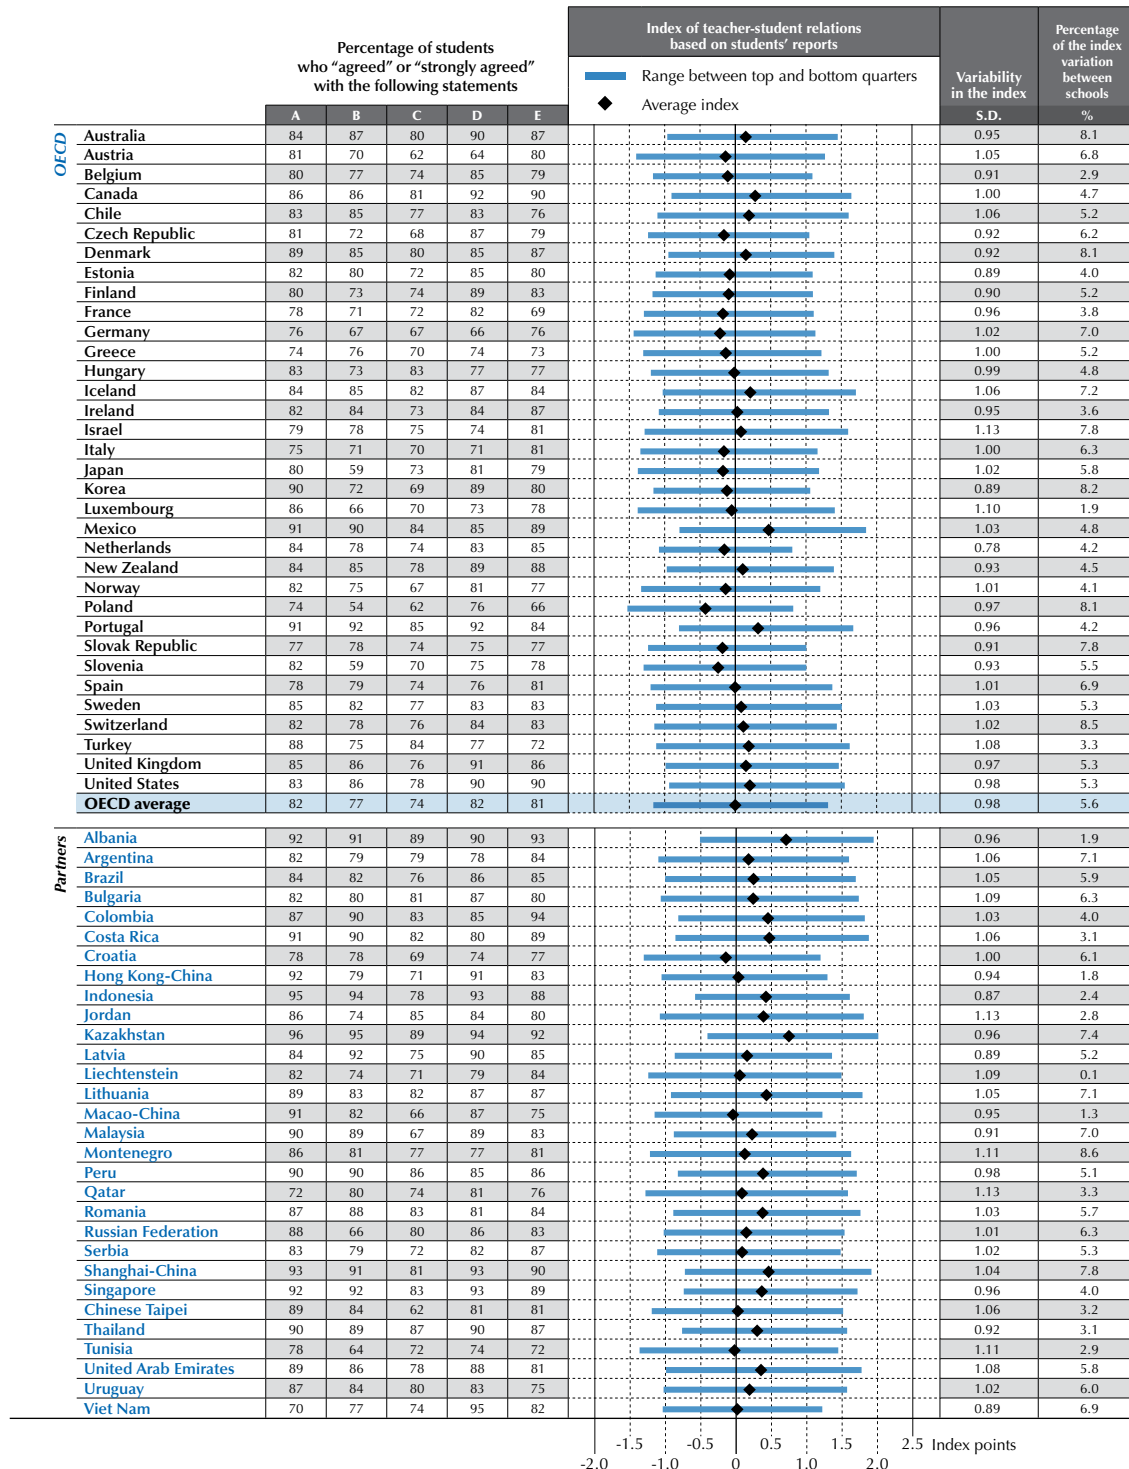 Percentage of students
who “agreed” or “strongly agreed”
with the following statements
Index of teacher-student relations
based on students’ reports
Range between top and bottom quarters
Average index
Variability
in the index
Percentage
of the index
variation
between
schools
A B C D E S.D. %
OECD
Australia 84 87 80 90 87 0.95 8.1
Austria 81 70 62 64 80 1.05 6.8
Belgium 80 77 74 85 79 0.91 2.9
Canada 86 86 81 92 90 1.00 4.7
Chile 83 85 77 83 76 1.06 5.2
Czech Republic 81 72 68 87 79 0.92 6.2
Denmark 89 85 80 85 87 0.92 8.1
Estonia 82 80 72 85 80 0.89 4.0
Finland 80 73 74 89 83 0.90 5.2
France 78 71 72 82 69 0.96 3.8
Germany 76 67 67 66 76 1.02 7.0
Greece 74 76 70 74 73 1.00 5.2
Hungary 83 73 83 77 77 0.99 4.8
Iceland 84 85 82 87 84 1.06 7.2
Ireland 82 84 73 84 87 0.95 3.6
Israel 79 78 75 74 81 1.13 7.8
Italy 75 71 70 71 81 1.00 6.3
Japan 80 59 73 81 79 1.02 5.8
Korea 90 72 69 89 80 0.89 8.2
Luxembourg 86 66 70 73 78 1.10 1.9
Mexico 91 90 84 85 89 1.03 4.8
Netherlands 84 78 74 83 85 0.78 4.2
New Zealand 84 85 78 89 88 0.93 4.5
Norway 82 75 67 81 77 1.01 4.1
Poland 74 54 62 76 66 0.97 8.1
Portugal 91 92 85 92 84 0.96 4.2
Slovak Republic 77 78 74 75 77 0.91 7.8
Slovenia 82 59 70 75 78 0.93 5.5
Spain 78 79 74 76 81 1.01 6.9
Sweden 85 82 77 83 83 1.03 5.3
Switzerland 82 78 76 84 83 1.02 8.5
Turkey 88 75 84 77 72 1.08 3.3
United Kingdom 85 86 76 91 86 0.97 5.3
United States 83 86 78 90 90 0.98 5.3
OECD average 82 77 74 82 81 0.98 5.6
Partners
Albania 92 91 89 90 93 0.96 1.9
Argentina 82 79 79 78 84 1.06 7.1
Brazil 84 82 76 86 85 1.05 5.9
Bulgaria 82 80 81 87 80 1.09 6.3
Colombia 87 90 83 85 94 1.03 4.0
Costa Rica 91 90 82 80 89 1.06 3.1
Croatia 78 78 69 74 77 1.00 6.1
Hong Kong-China 92 79 71 91 83 0.94 1.8
Indonesia 95 94 78 93 88 0.87 2.4
Jordan 86 74 85 84 80 1.13 2.8
Kazakhstan 96 95 89 94 92 0.96 7.4
Latvia 84 92 75 90 85 0.89 5.2
Liechtenstein 82 74 71 79 84 1.09 0.1
Lithuania 89 83 82 87 87 1.05 7.1
Macao-China 91 82 66 87 75 0.95 1.3
Malaysia 90 89 67 89 83 0.91 7.0
Montenegro 86 81 77 77 81 1.11 8.6
Peru 90 90 86 85 86 0.98 5.1
Qatar 72 80 74 81 76 1.13 3.3
Romania 87 88 83 81 84 1.03 5.7
Russian Federation 88 66 80 86 83 1.01 6.3
Serbia 83 79 72 82 87 1.02 5.3
Shanghai-China 93 91 81 93 90 1.04 7.8
Singapore 92 92 83 93 89 0.96 4.0
Chinese Taipei 89 84 62 81 81 1.06 3.2
Thailand 90 89 87 90 87 0.92 3.1
Tunisia 78 64 72 74 72 1.11 2.9
United Arab Emirates 89 86 78 88 81 1.08 5.8
Uruguay 87 84 80 83 75 1.02 6.0
Viet Nam 70 77 74 95 82 0.89 6.9
-1.5 -0.5 0.5 1.5 2.5 Index points
-2.0 -1.0 0 1.0 2.0